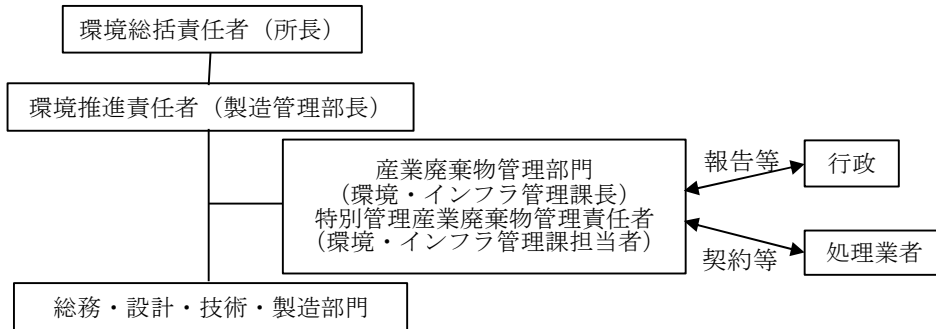 環境総括責任者（所長）
環境推進責任者（製造管理部長）
産業廃棄物管理部門
（環境・インフラ管理課長）
特別管理産業廃棄物管理責任者
（環境・インフラ管理課担当者）
報告等
行政
契約等
処理業者
総務・設計・技術・製造部門